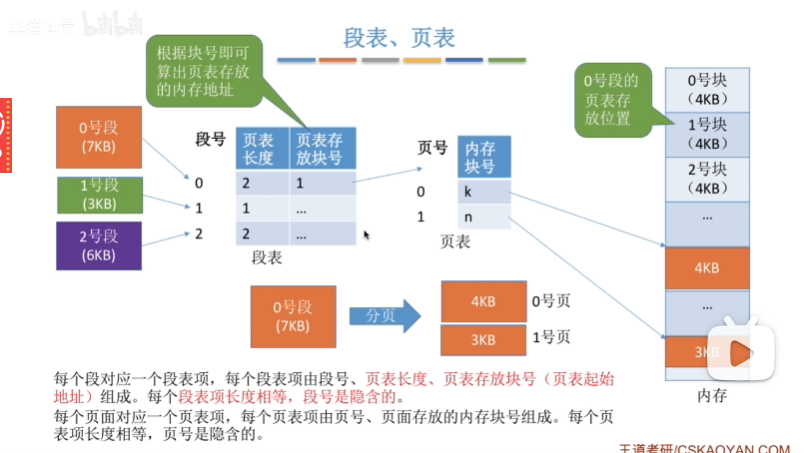 段表、页表
根据块号即可
算出页表存放
的内存地址
0号段的
页表存
放位置
0号段
(7KB)
1号段
(3KB)
2号段
(6KB)
段号
页表
长度
页表存
放块号
0
2
1
1
1
...
2
2
...
段表
页号
内存
块号
0
k
1
n
页表
0号块
（4KB）
1号块
（4KB）
2号块
（4KB）
...
4KB
...
3KB
内存
0号段
(7KB)
分页
4KB
0号页
3KB
1号页
每个段对应一个段表项，每个段表项由段号、页表长度、页表存放块号（页表起始
地址）组成。每个段表项长度相等，段号是隐含的。
每个页面对应一个页表项，每个页表项由页号、页面存放的内存块号组成。每个页
表项长度相等，页号是隐含的。
王道考研/CSKAOYAN.COM